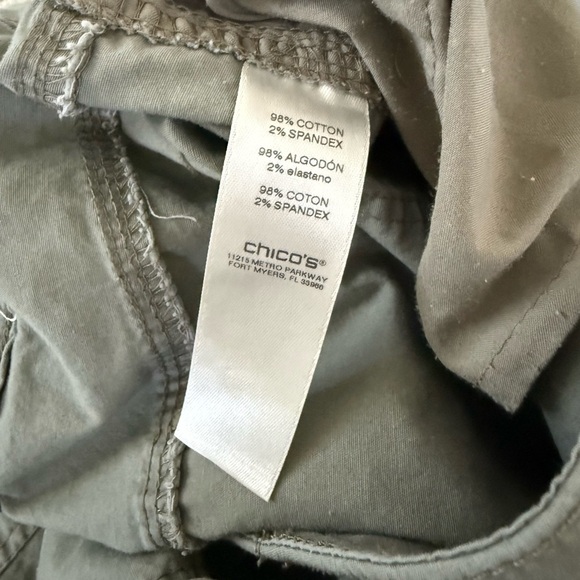 98% COTTON
2% SPANDEX
98% ALGODÓN
2% elastano
98% COTON
2% SPANDEX
chico's®
11215 METRO PARKWAY
FORT MYERS, FL 33966